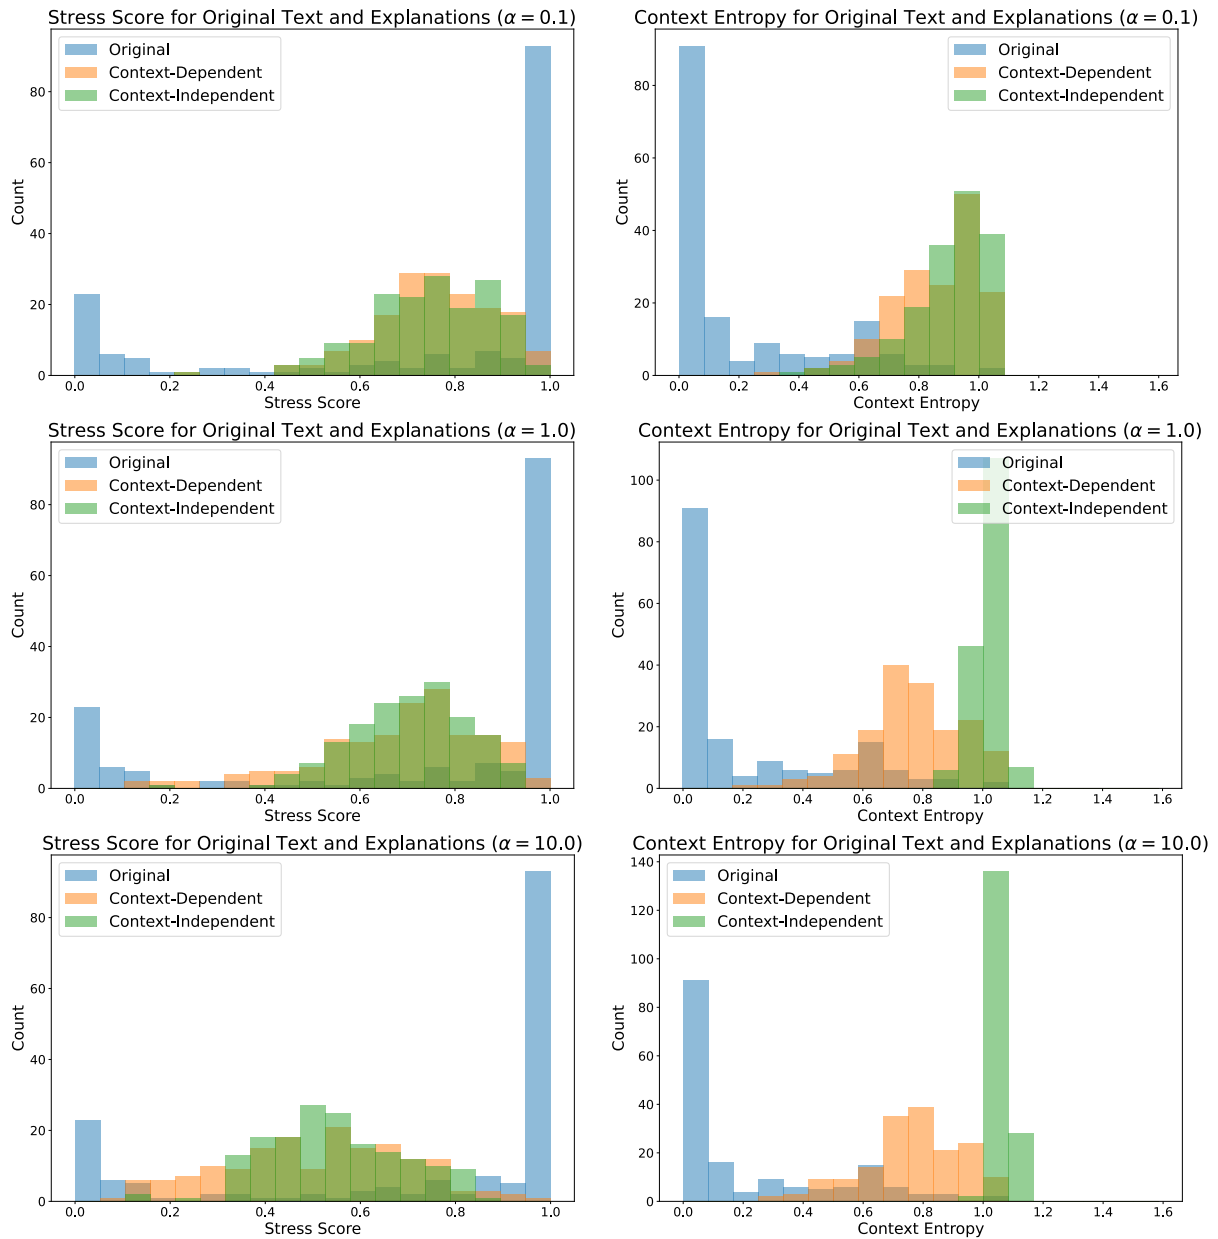 Stress Score for Original Text and Explanations (α = 0.1)
Original
Context-Dependent
Context-Independent
Count
0
20
40
60
80
0.0 0.2 0.4 0.6 0.8 1.0
Stress Score
Context Entropy for Original Text and Explanations (α = 0.1)
Original
Context-Dependent
Context-Independent
Count
0
20
40
60
80
0.0 0.2 0.4 0.6 0.8 1.0 1.2 1.4 1.6
Context Entropy
Stress Score for Original Text and Explanations (α = 1.0)
Original
Context-Dependent
Context-Independent
Count
0
20
40
60
80
0.0 0.2 0.4 0.6 0.8 1.0
Stress Score
Context Entropy for Original Text and Explanations (α = 1.0)
Original
Context-Dependent
Context-Independent
Count
0
20
40
60
80
100
0.0 0.2 0.4 0.6 0.8 1.0 1.2 1.4 1.6
Context Entropy
Stress Score for Original Text and Explanations (α = 10.0)
Original
Context-Dependent
Context-Independent
Count
0
20
40
60
80
0.0 0.2 0.4 0.6 0.8 1.0
Stress Score
Context Entropy for Original Text and Explanations (α = 10.0)
Original
Context-Dependent
Context-Independent
Count
0
20
40
60
80
100
120
140
0.0 0.2 0.4 0.6 0.8 1.0 1.2 1.4 1.6
Context Entropy